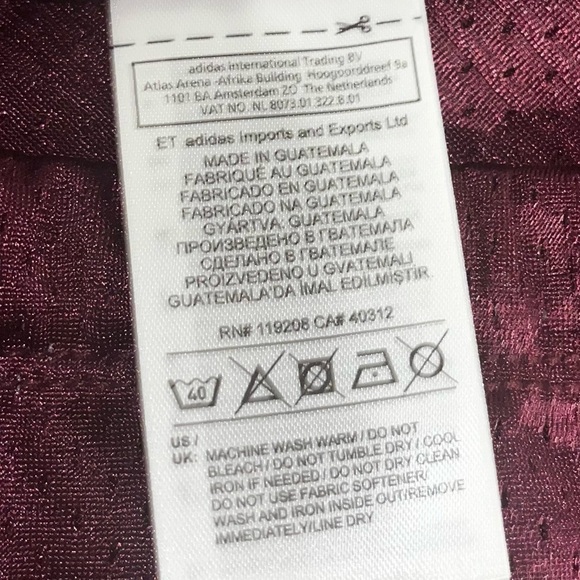 adidas International Trading BV
Atlas Arena -Afrika Building Hoogoorddreef 9a
1101 BA Amsterdam ZO The Netherlands
VAT NO. NL 8073.01.322.B.01
ET adidas Imports and Exports Ltd
MADE IN GUATEMALA
FABRIQUÉ AU GUATEMALA
FABRICADO EN GUATEMALA
FABRICADO NA GUATEMALA
GYÁRTVA: GUATEMALA
ПРОИЗВЕДЕНО В ГВАТЕМАЛА
СДЕЛАНО В ГВАТЕМАЛЕ
PROIZVEDENO U GVATEMALI
GUATEMALA'DA İMAL EDİLMİŞTİR
RN# 119208 CA# 40312
40
US /
UK: MACHINE WASH WARM / DO NOT
BLEACH / DO NOT TUMBLE DRY / COOL
IRON IF NEEDED / DO NOT DRY CLEAN
DO NOT USE FABRIC SOFTENER/
WASH AND IRON INSIDE OUT/REMOVE
IMMEDIATELY/LINE DRY